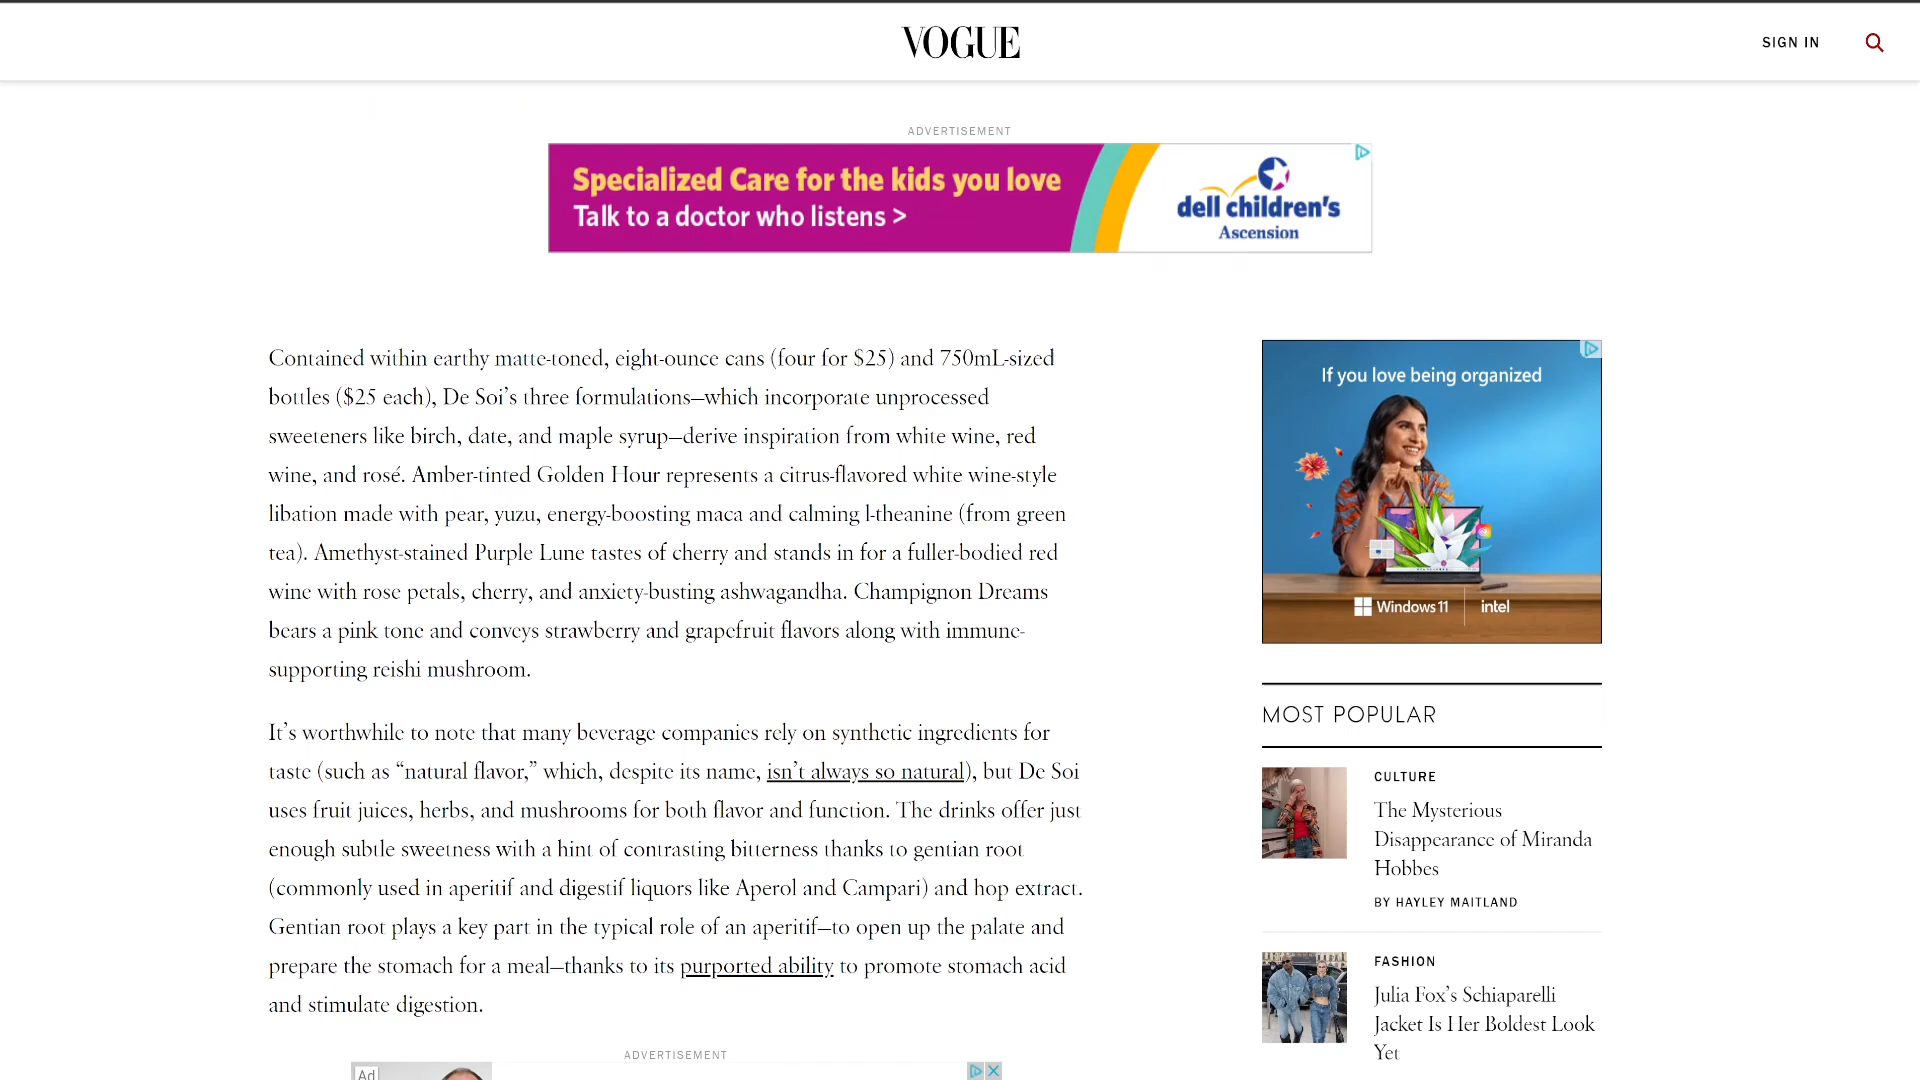 VOGUE
SIGN IN
ADVERTISEMENT
Specialized Care for the kids you love
Talk to a doctor who listens >
dell children's
Ascension
Contained within earthy matte-toned, eight-ounce cans (four for $25) and 750mL-sized
bottles ($25 each), De Soi’s three formulations—which incorporate unprocessed
sweeteners like birch, date, and maple syrup—derive inspiration from white wine, red
wine, and rosé. Amber-tinted Golden Hour represents a citrus-flavored white wine-style
libation made with pear, yuzu, energy-boosting maca and calming l-theanine (from green
tea). Amethyst-stained Purple Lune tastes of cherry and stands in for a fuller-bodied red
wine with rose petals, cherry, and anxiety-busting ashwagandha. Champignon Dreams
bears a pink tone and conveys strawberry and grapefruit flavors along with immune-
supporting reishi mushroom.
It’s worthwhile to note that many beverage companies rely on synthetic ingredients for
taste (such as “natural flavor,” which, despite its name, isn’t always so natural), but De Soi
uses fruit juices, herbs, and mushrooms for both flavor and function. The drinks offer just
enough subtle sweetness with a hint of contrasting bitterness thanks to gentian root
(commonly used in aperitif and digestif liquors like Aperol and Campari) and hop extract.
Gentian root plays a key part in the typical role of an aperitif—to open up the palate and
prepare the stomach for a meal—thanks to its purported ability to promote stomach acid
and stimulate digestion.
ADVERTISEMENT
Ad
If you love being organized
Windows 11
intel
MOST POPULAR
CULTURE
The Mysterious
Disappearance of Miranda
Hobbes
BY HAYLEY MAITLAND
FASHION
Julia Fox’s Schiaparelli
Jacket Is Her Boldest Look
Yet